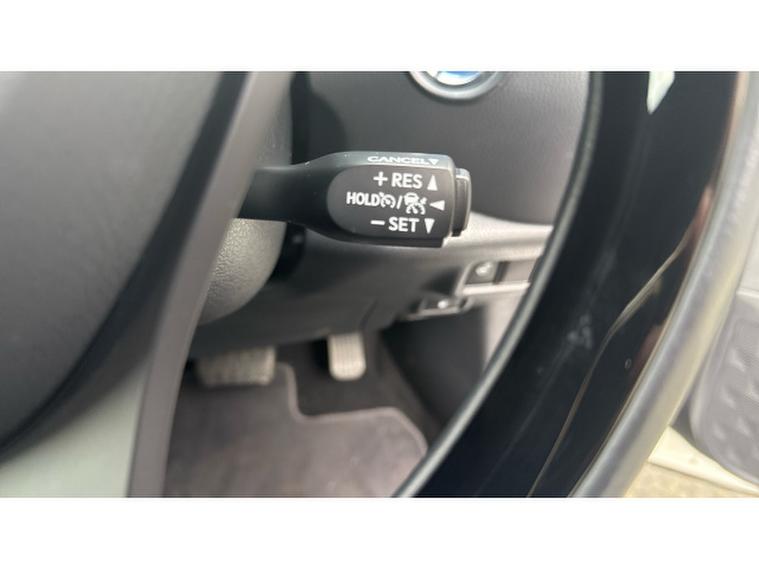 CANCEL▼
+ RES ▲
HOLD / ◀
− SET ▼